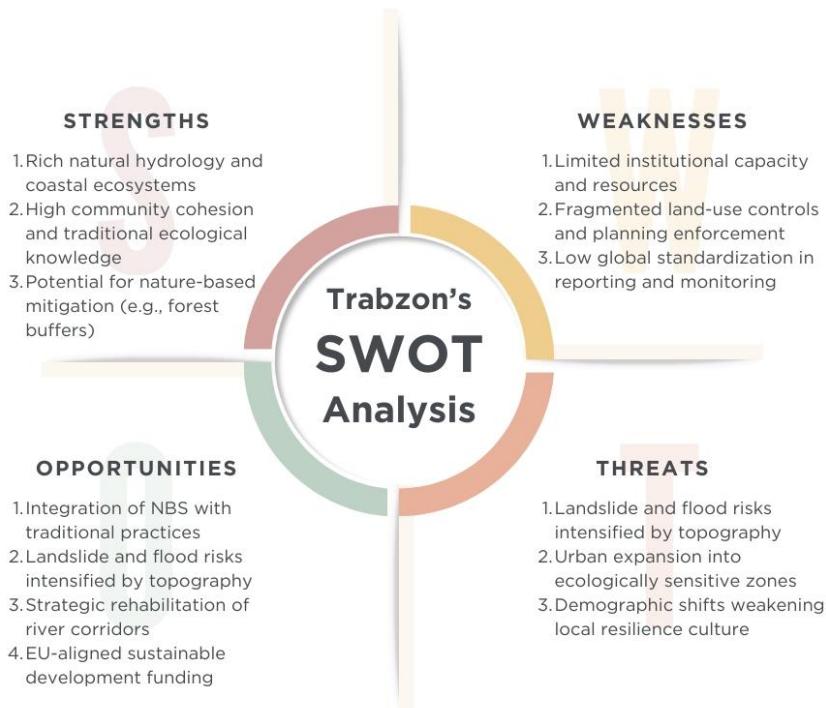 STRENGTHS
1. Rich natural hydrology and
coastal ecosystems
2. High community cohesion
and traditional ecological
knowledge
3. Potential for nature-based
mitigation (e.g., forest
buffers)
WEAKNESSES
1. Limited institutional capacity
and resources
2. Fragmented land-use controls
and planning enforcement
3. Low global standardization in
reporting and monitoring
Trabzon's
SWOT
Analysis
OPPORTUNITIES
1. Integration of NBS with
traditional practices
2. Landslide and flood risks
intensified by topography
3. Strategic rehabilitation of
river corridors
4. EU-aligned sustainable
development funding
THREATS
1. Landslide and flood risks
intensified by topography
2. Urban expansion into
ecologically sensitive zones
3. Demographic shifts weakening
local resilience culture
S
W
O
T